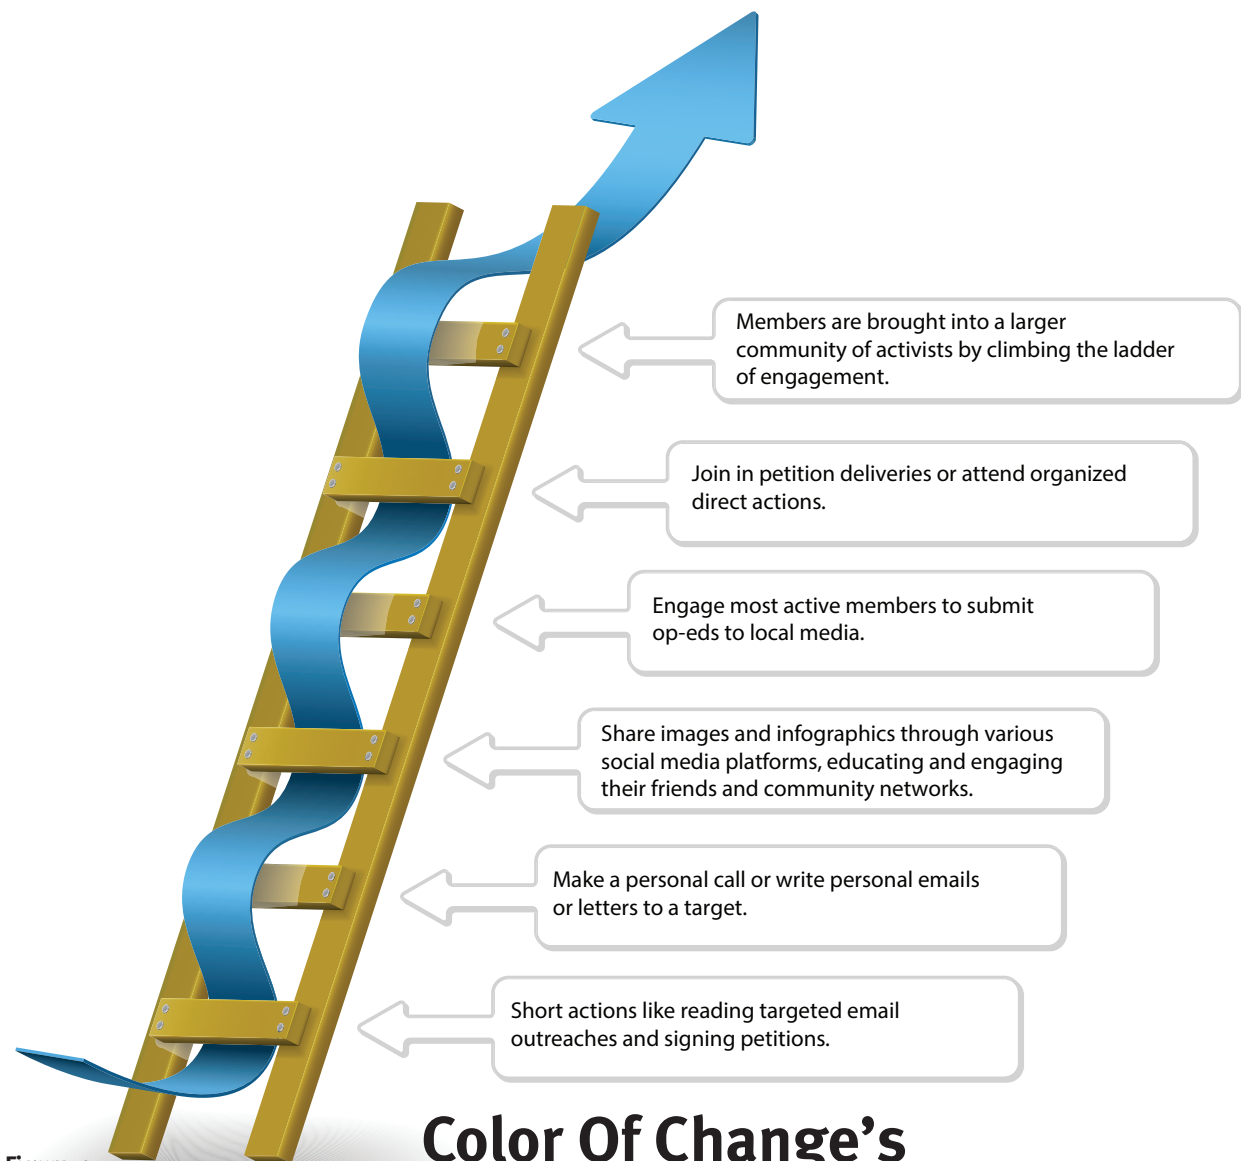 Members are brought into a larger
community of activists by climbing the ladder
of engagement.
Join in petition deliveries or attend organized
direct actions.
Engage most active members to submit
op-eds to local media.
Share images and infographics through various
social media platforms, educating and engaging
their friends and community networks.
Make a personal call or write personal emails
or letters to a target.
Short actions like reading targeted email
outreaches and signing petitions.
Color Of Change's